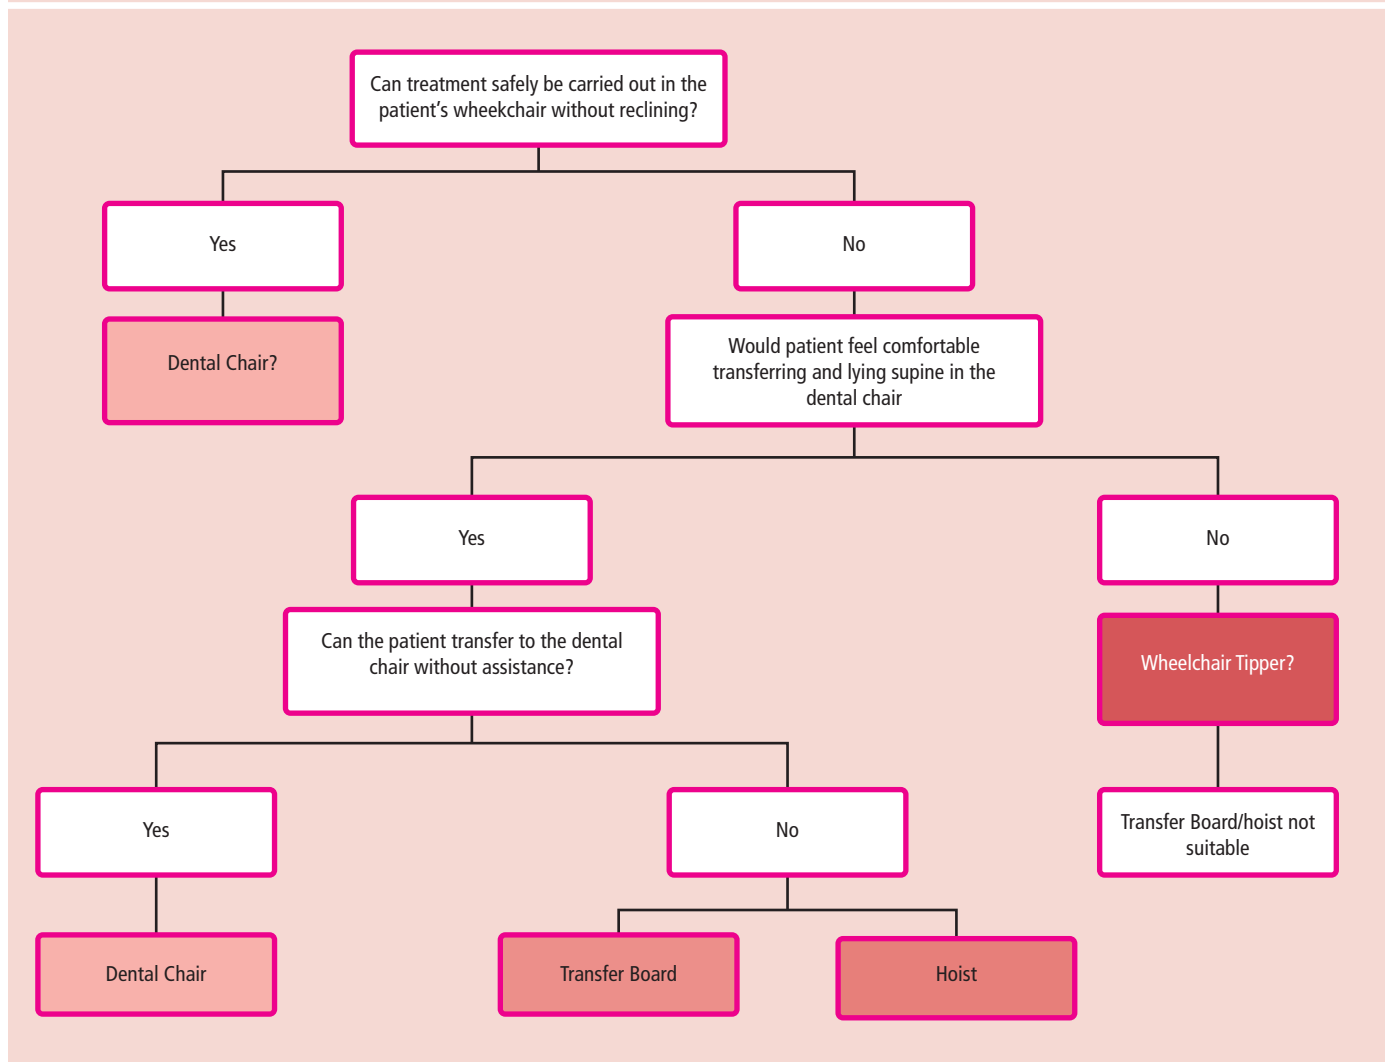 Can treatment safely be carried out in the
patient’s wheekchair without reclining?
Yes
No
Dental Chair?
Would patient feel comfortable
transferring and lying supine in the
dental chair
Yes
No
Can the patient transfer to the dental
chair without assistance?
Wheelchair Tipper?
Yes
No
Transfer Board/hoist not
suitable
Dental Chair
Transfer Board
Hoist